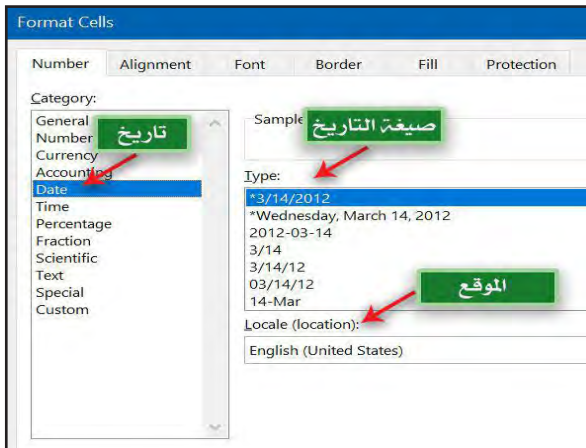 Format Cells
Number Alignment Font Border Fill Protection
Category:
General
Number
Currency
Accounting
Date
Time
Percentage
Fraction
Scientific
Text
Special
Custom
تاريخ
Sample
صيغة التاريخ
Type:
*3/14/2012
*Wednesday, March 14, 2012
2012-03-14
3/14
3/14/12
03/14/12
14-Mar
الموقع
Locale (location):
English (United States)